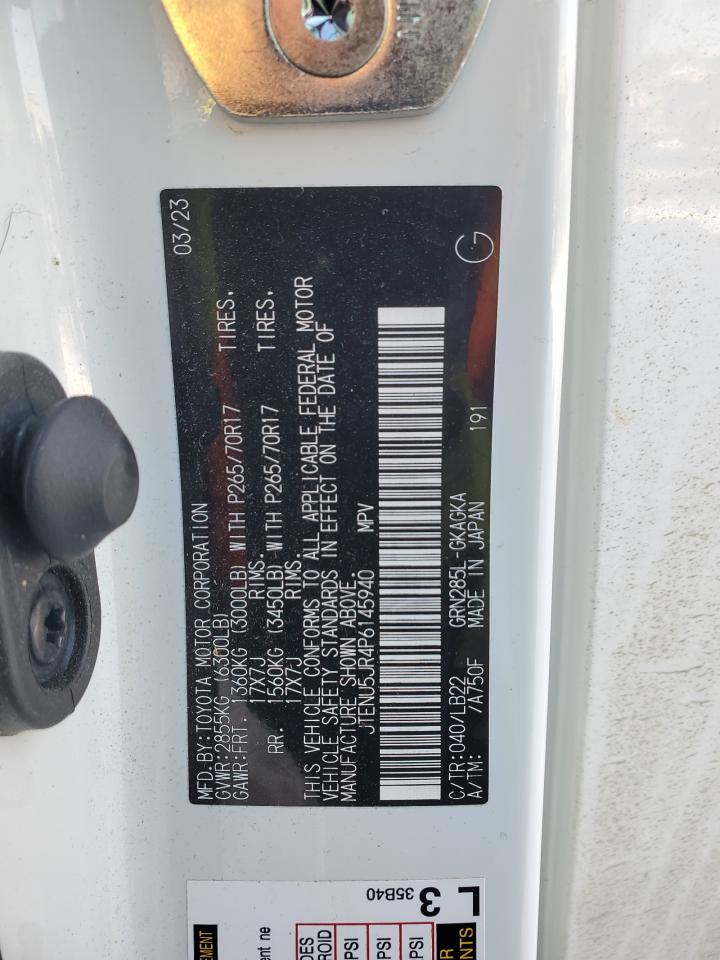 MFD.BY:TOYOTA MOTOR CORPORATION 03/23
GVWR:2855KG (6300LB)
GAWR:FRT. 1360KG (3000LB) WITH P265/70R17 TIRES,
17X7J RIMS.
RR. 1560KG (3450LB) WITH P265/70R17 TIRES,
17X7J RIMS
THIS VEHICLE CONFORMS TO ALL APPLICABLE FEDERAL MOTOR
VEHICLE SAFETY STANDARDS IN EFFECT ON THE DATE OF
MANUFACTURE SHOWN ABOVE.
JTENU5JR4P6145940 MPV
C/TR:040/LB22 GRN285L-GKAGKA G
A/TM: /A750F MADE IN JAPAN 191
L3
35B40
PSI
PSI
PSI